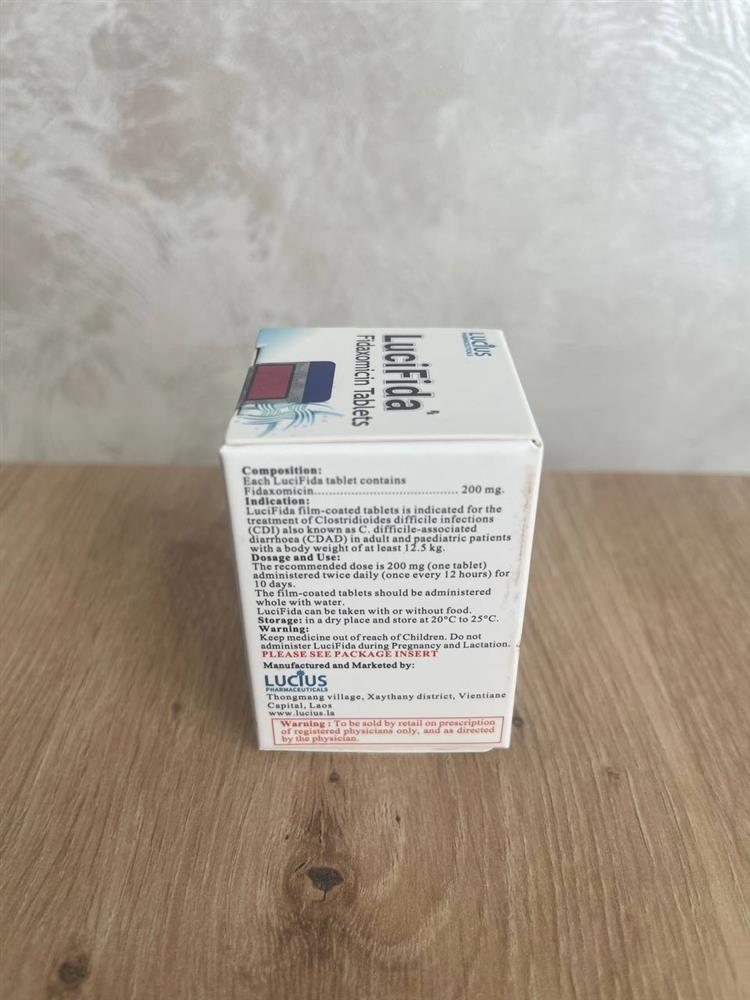 LUCIUS
PHARMACEUTICALS
LuciFida
Fidaxomicin Tablets
Composition:
Each LuciFida tablet contains
Fidaxomicin........................................ 200 mg.
Indication:
LuciFida film-coated tablets is indicated for the
treatment of Clostridioides difficile infections
(CDI) also known as C. difficile-associated
diarrhoea (CDAD) in adult and paediatric patients
with a body weight of at least 12.5 kg.
Dosage and Use:
The recommended dose is 200 mg (one tablet)
administered twice daily (once every 12 hours) for
10 days.
The film-coated tablets should be administered
whole with water.
LuciFida can be taken with or without food.
Storage: in a dry place and store at 20°C to 25°C.
Warning:
Keep medicine out of reach of Children. Do not
administer LuciFida during Pregnancy and Lactation.
PLEASE SEE PACKAGE INSERT
Manufactured and Marketed by:
LUCIUS
PHARMACEUTICALS
Thongmang village, Xaythany district, Vientiane
Capital, Laos
www.lucius.la
Warning : To be sold by retail on prescription
of registered physicians only, and as directed
by the physician.